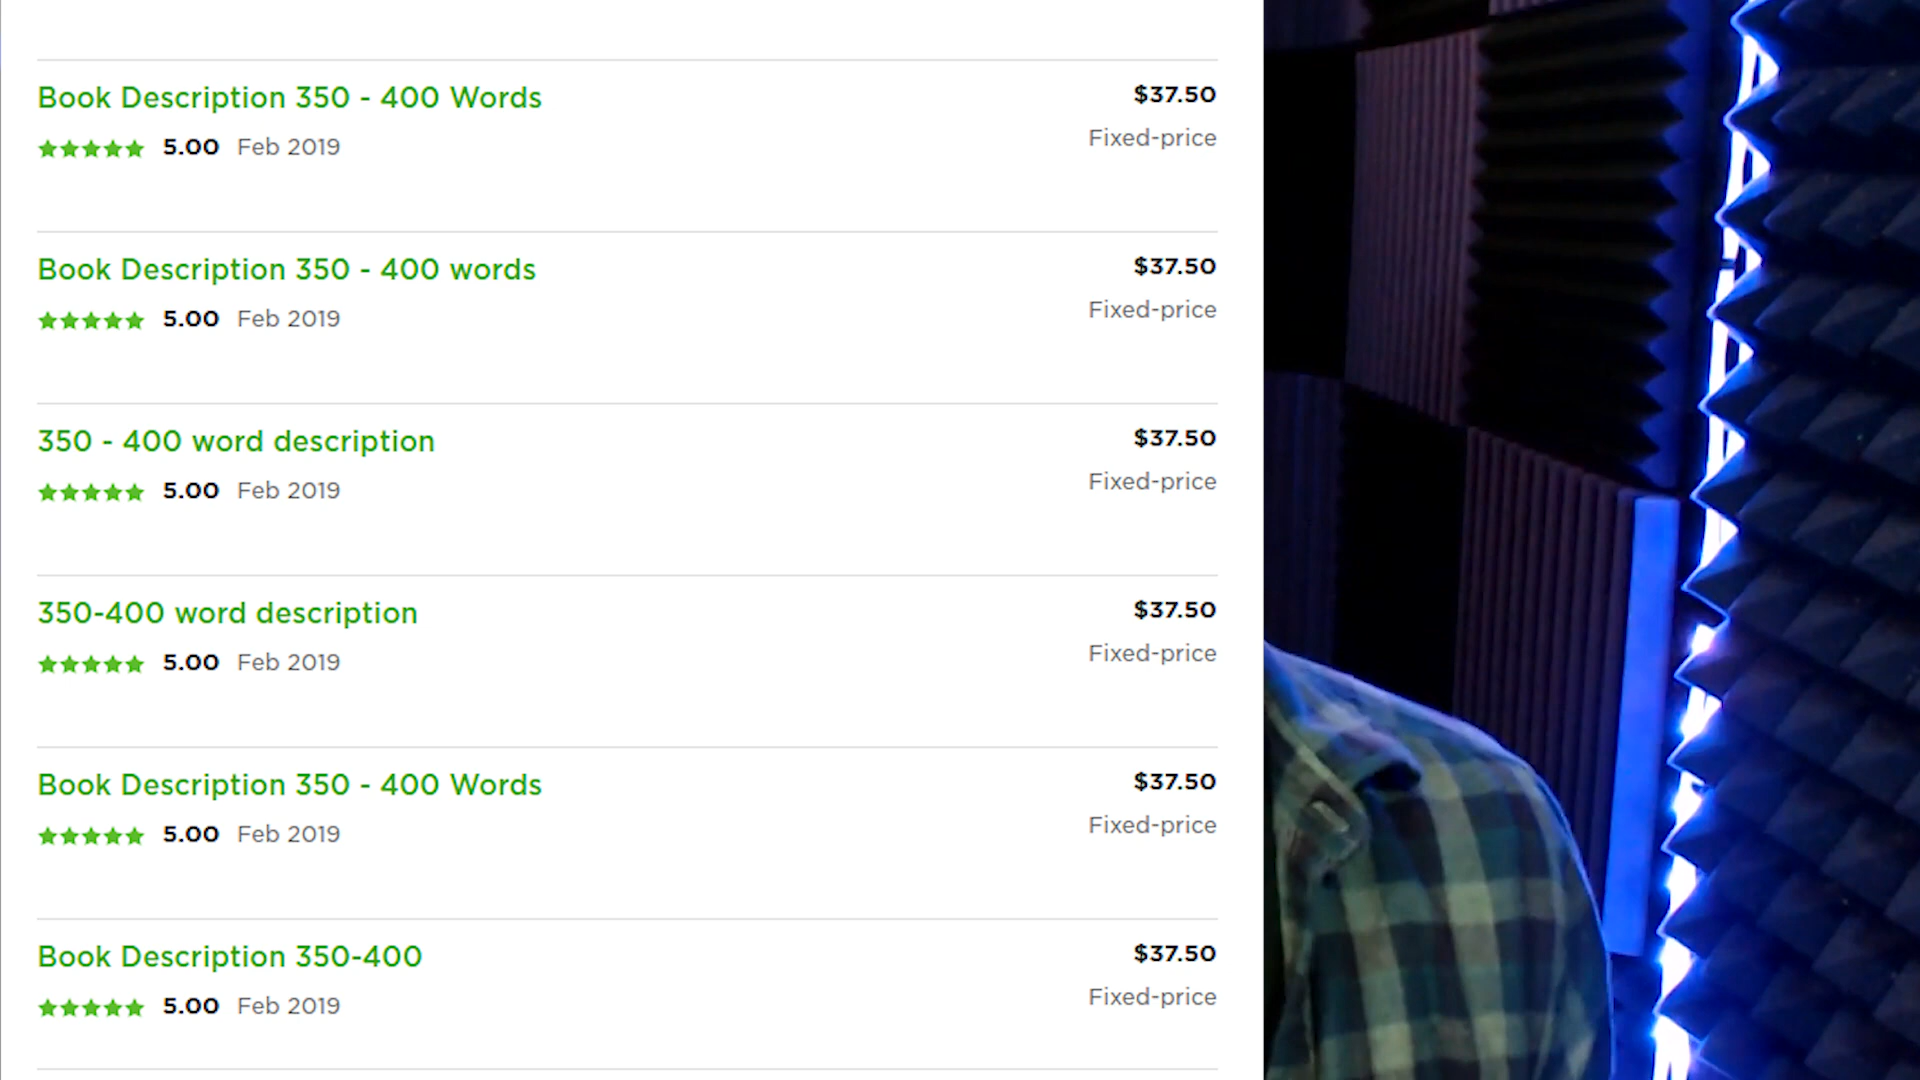 Book Description 350 - 400 Words
$37.50
5.00 Feb 2019
Fixed-price
Book Description 350 - 400 words
$37.50
5.00 Feb 2019
Fixed-price
350 - 400 word description
$37.50
5.00 Feb 2019
Fixed-price
350-400 word description
$37.50
5.00 Feb 2019
Fixed-price
Book Description 350 - 400 Words
$37.50
5.00 Feb 2019
Fixed-price
Book Description 350-400
$37.50
5.00 Feb 2019
Fixed-price